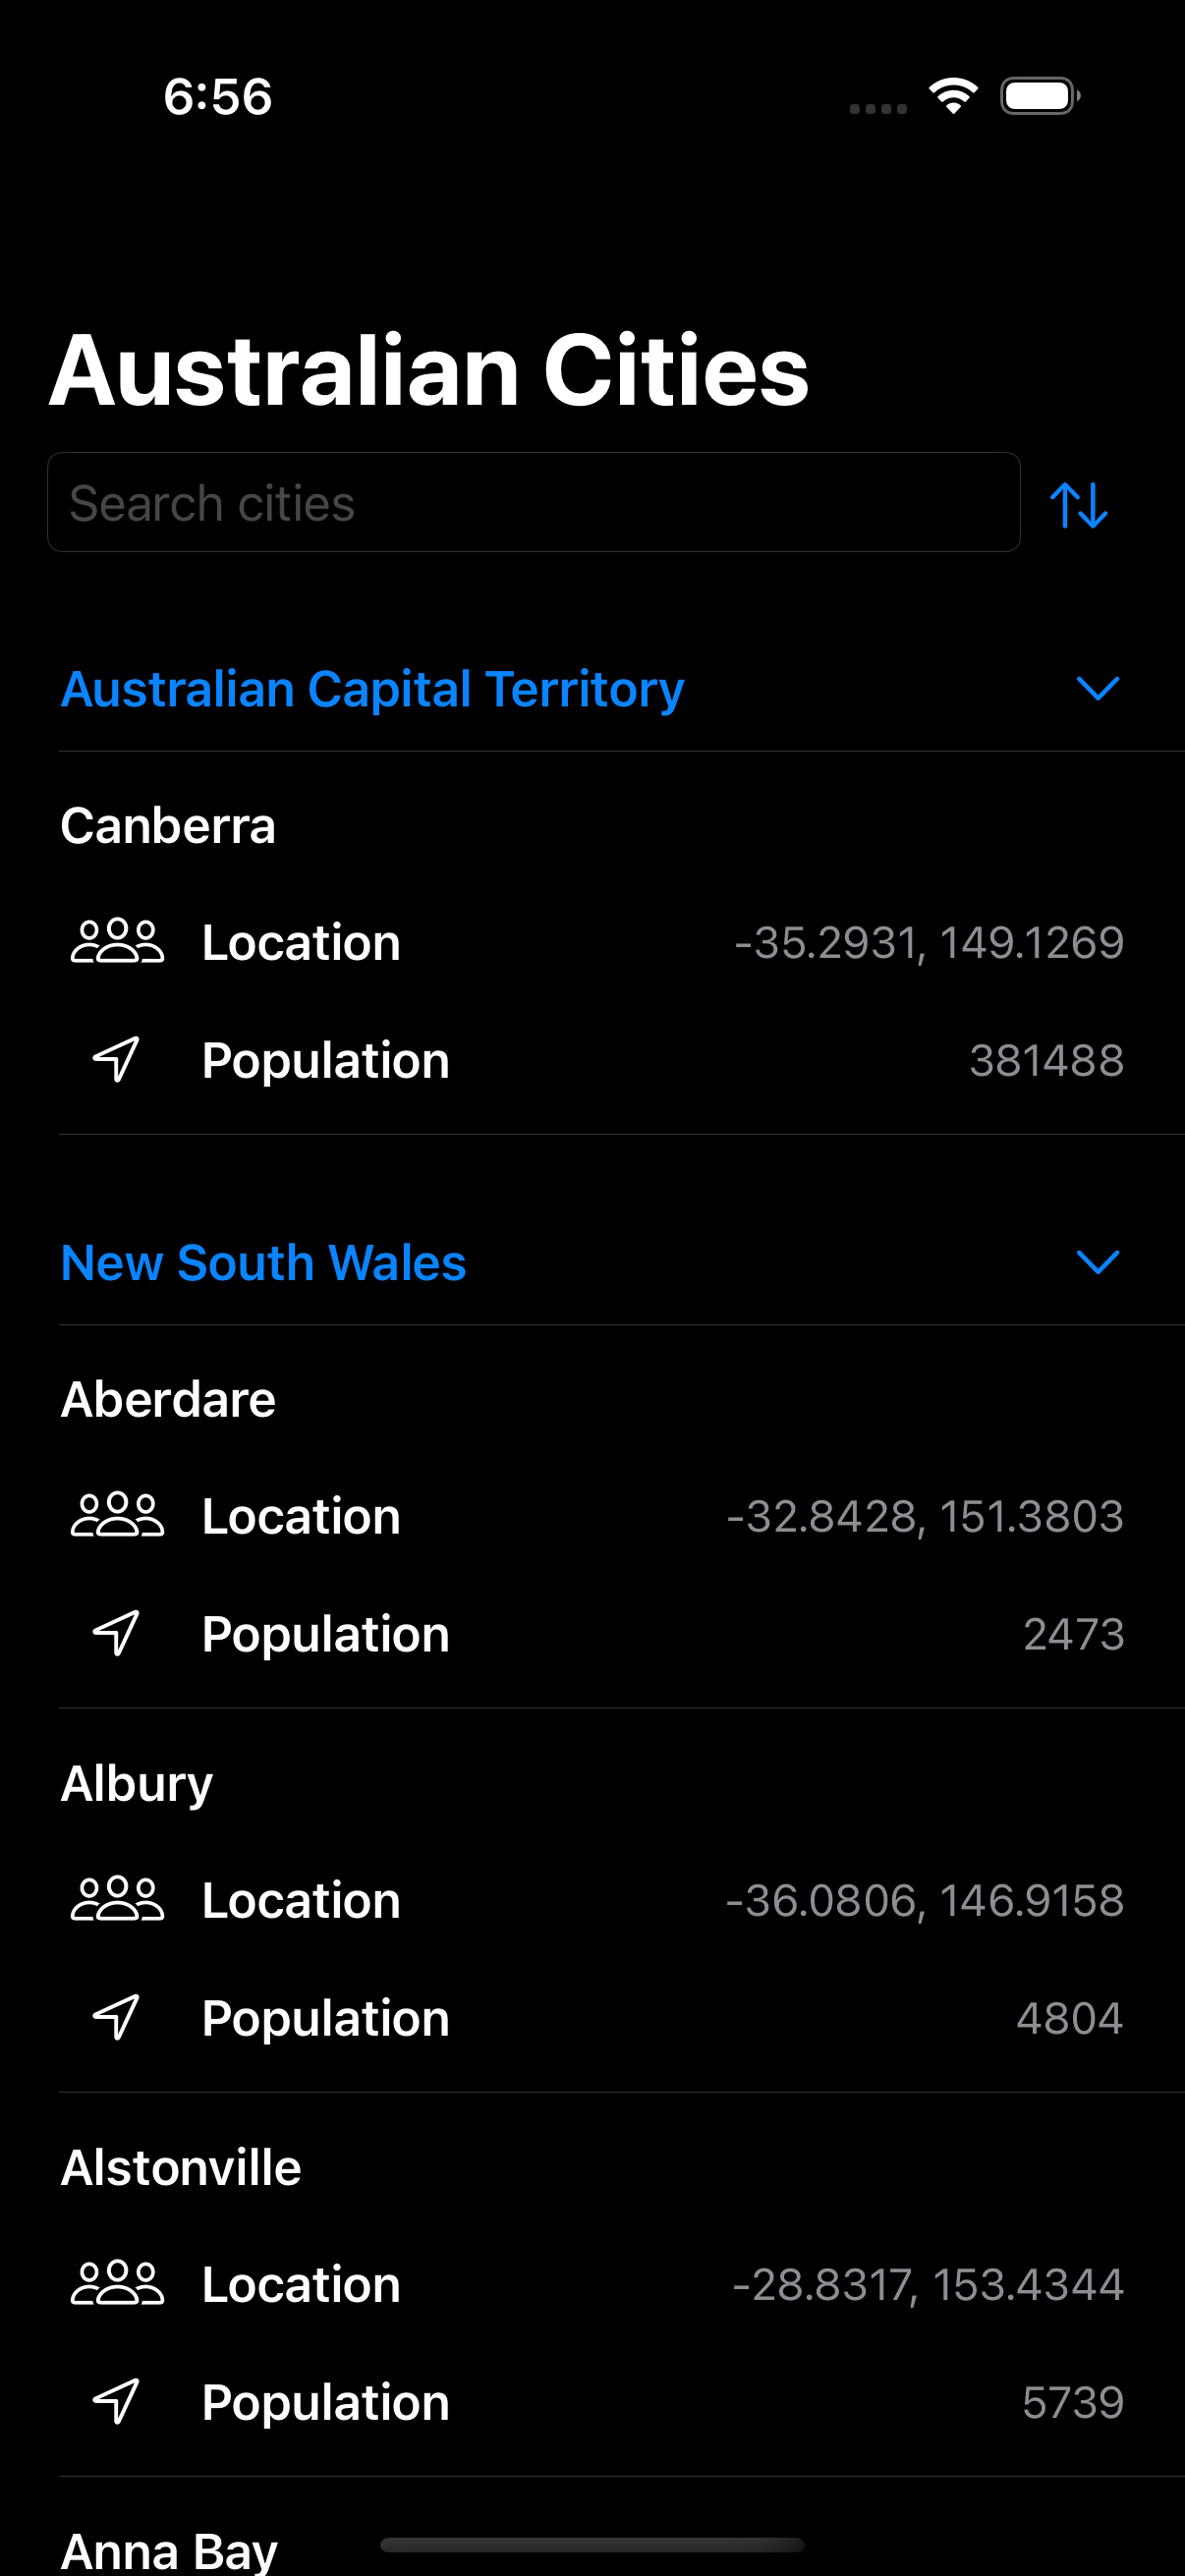 6:56
Australian Cities
Search cities
Australian Capital Territory
Canberra
Location -35.2931, 149.1269
Population 381488
New South Wales
Aberdare
Location -32.8428, 151.3803
Population 2473
Albury
Location -36.0806, 146.9158
Population 4804
Alstonville
Location -28.8317, 153.4344
Population 5739
Anna Bay